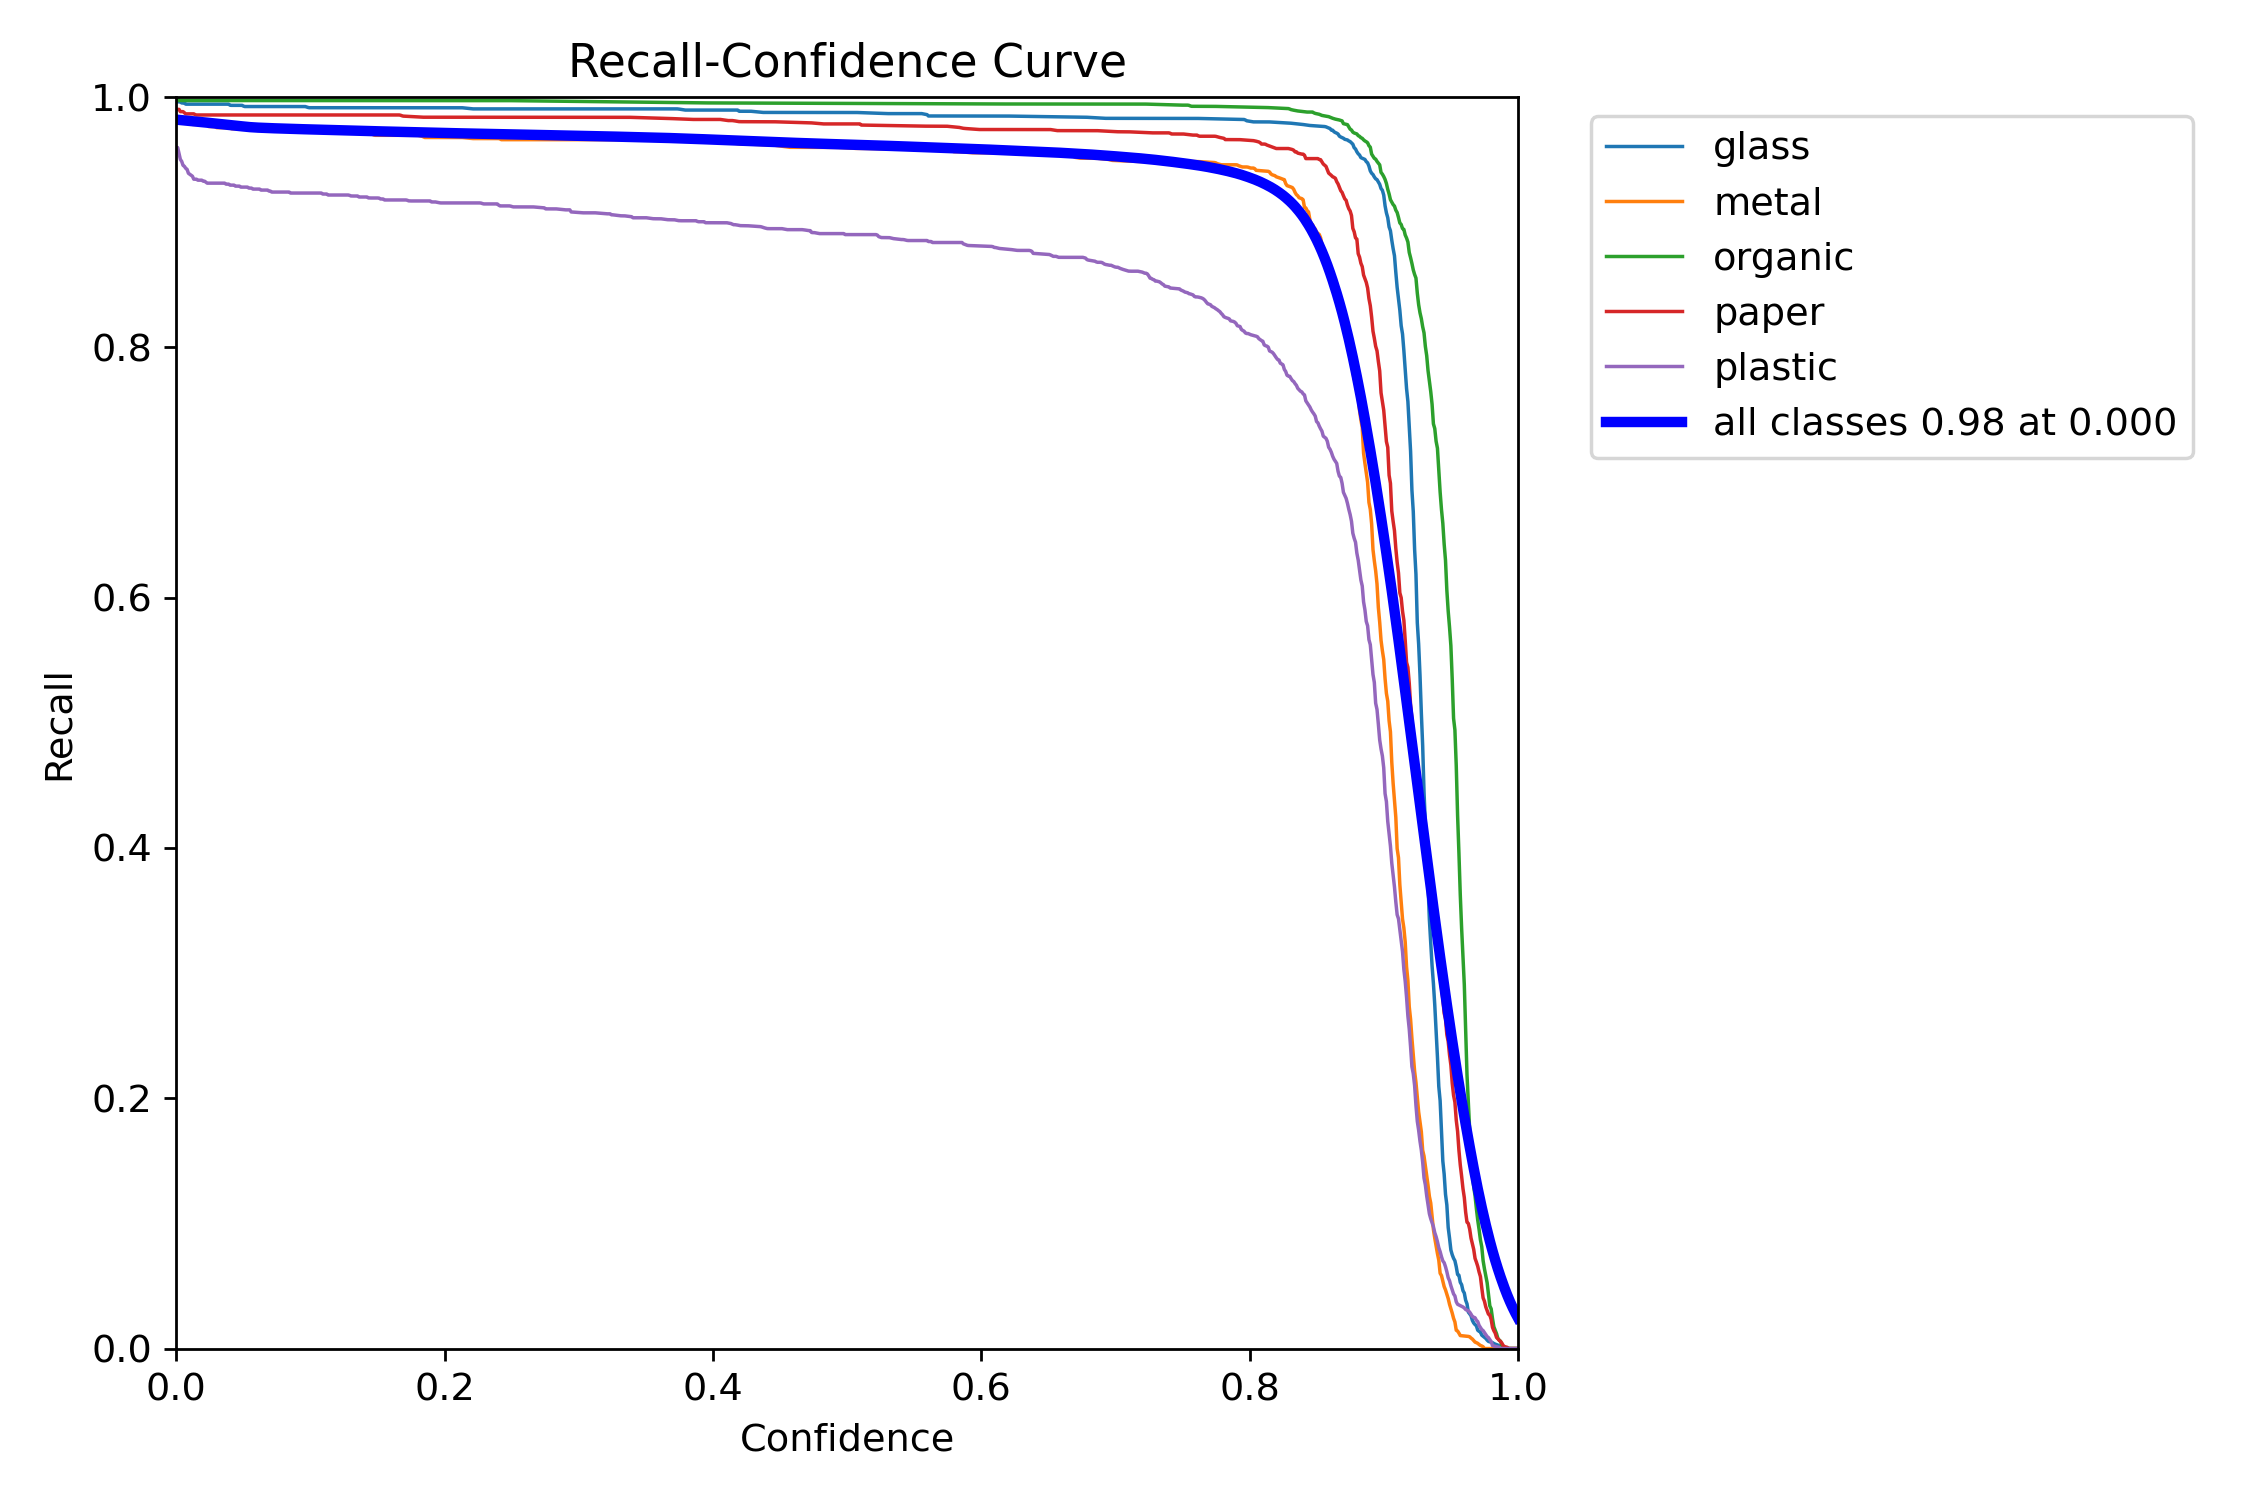 Recall-Confidence Curve
1.0
0.8
0.6
0.4
0.2
0.0
Recall
0.0 0.2 0.4 0.6 0.8 1.0
Confidence
glass
metal
organic
paper
plastic
all classes 0.98 at 0.000